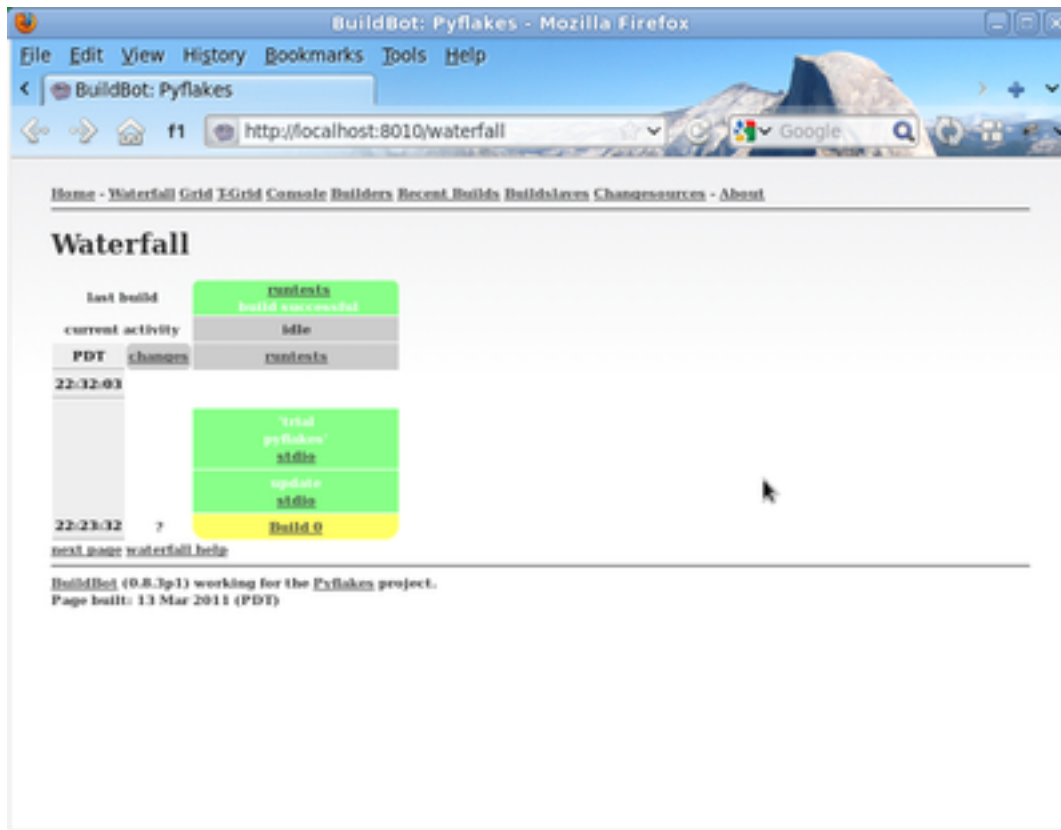 BuildBot: Pyflakes - Mozilla Firefox
File Edit View History Bookmarks Tools Help
BuildBot: Pyflakes
f1 http://localhost:8010/waterfall Google
Home - Waterfall Grid T-Grid Console Builders Recent Builds Buildslaves Changesources - About
Waterfall
last build runtests
build successful
current activity idle
PDT changes runtests
22:32:03
'trial
pyflakes'
stdio
update
stdio
22:23:32 ? Build 0
next page waterfall help
BuildBot (0.8.3p1) working for the Pyflakes project.
Page built: 13 Mar 2011 (PDT)